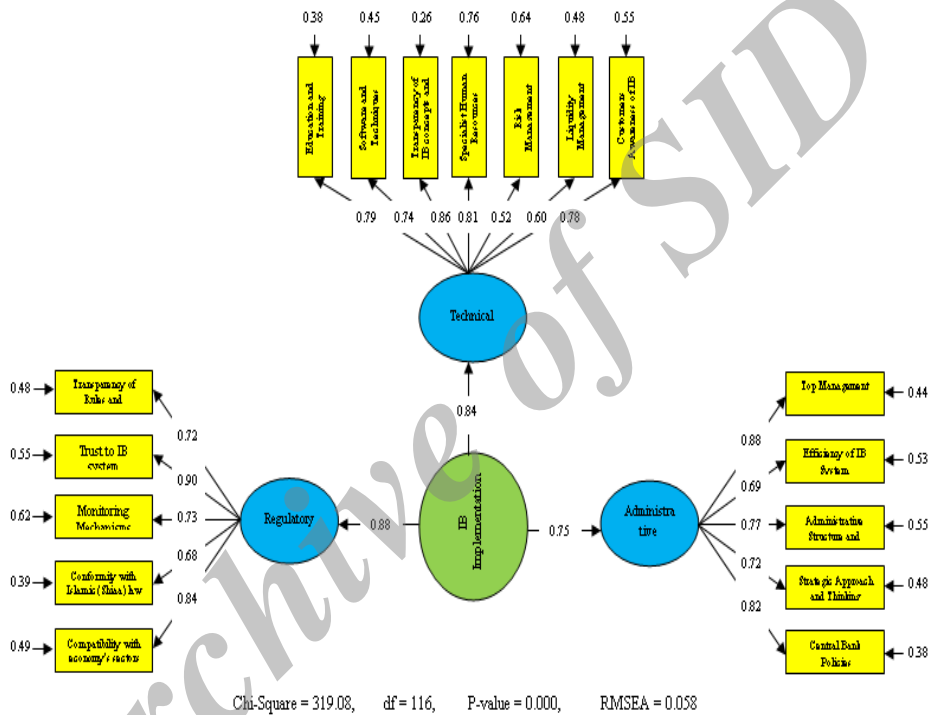 0.38 0.45 0.26 0.76 0.64 0.48 0.55
Education and
Training
Software and
Techniques
Transparency of
IB concepts and
Specialist Human
Resources
Risk
Management
Liquidity
Management
Customers
Awareness of IB
0.79 0.74 0.86 0.81 0.52 0.60 0.78
Technical
0.84
IB
Implementation
0.88
0.75
Regulatory
Administra
tive
0.48
Transparency of
Rules and
0.72
0.55
Trust to IB
system
0.90
0.62
Monitoring
Mechanisms
0.73
0.39
Conformity with
Islamic (Shiaa) law
0.68
0.49
Compatibility with
economy's sectors
0.84
Top Management
0.44
0.88
Efficiency of IB
System
0.53
0.69
Administrative
Structure and
0.55
0.77
Strategic Approach
and Thinking
0.48
0.72
Central Bank
Policies
0.38
0.82
Chi-Square = 319.08, df = 116, P-value = 0.000, RMSEA = 0.058
Archive of SID